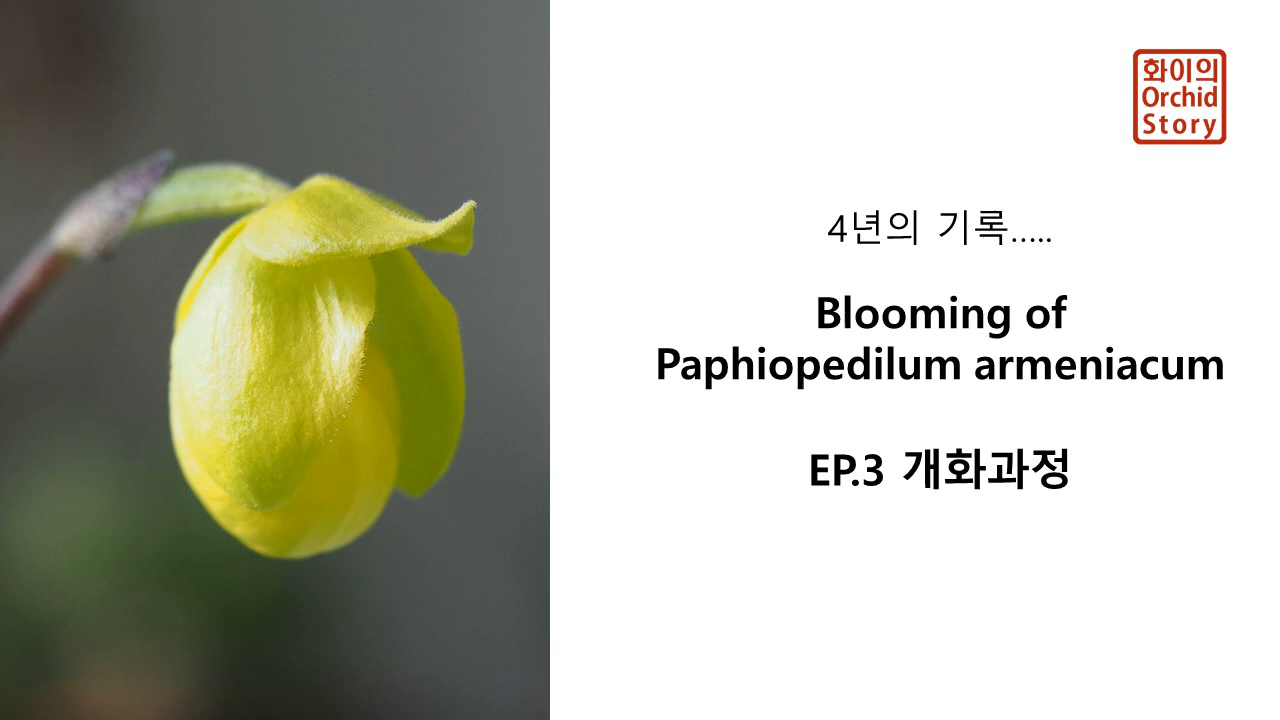 화이의
Orchid
Story
4년의 기록.....
Blooming of
Paphiopedilum armeniacum
EP.3 개화과정